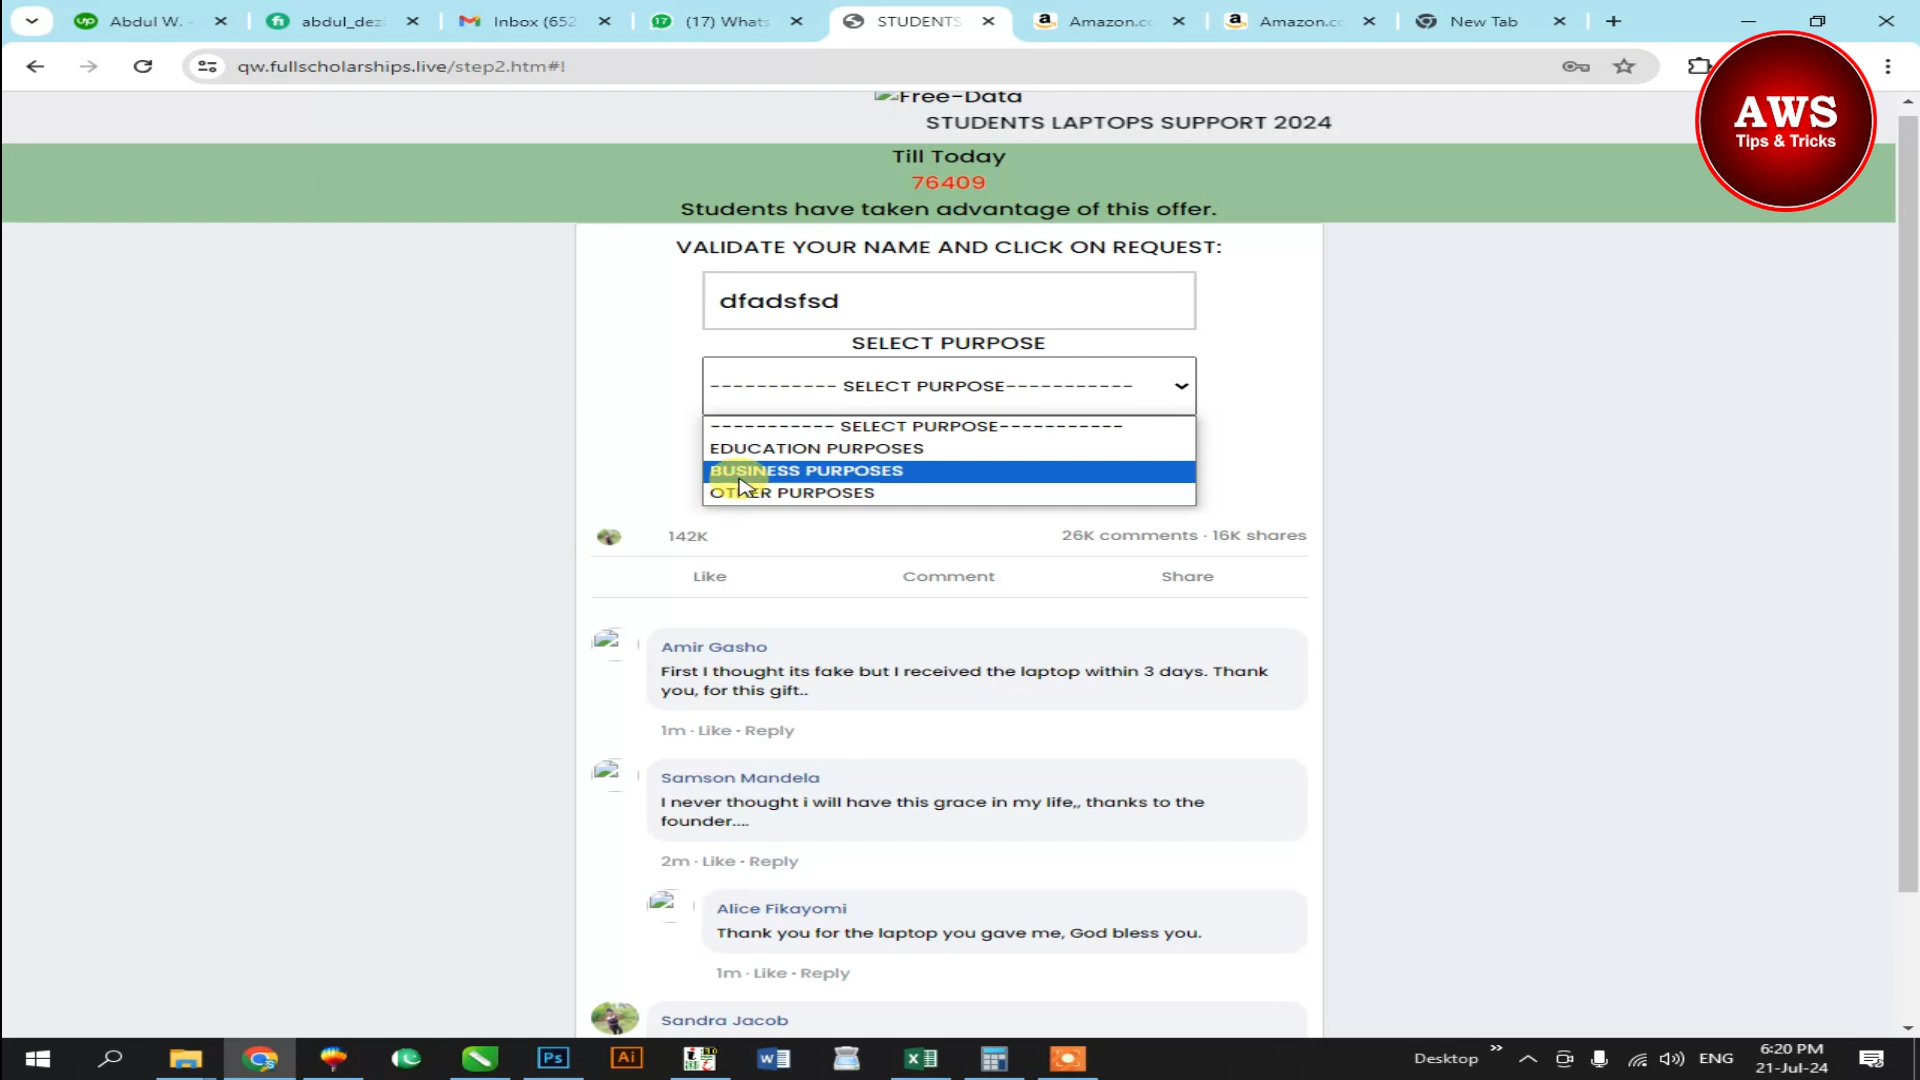 Abdul W. -
abdul_dezi
Inbox (652
(17) Whats
STUDENTS
Amazon.co
Amazon.co
New Tab
qw.fullscholarships.live/step2.htm#!
AWS
Tips & Tricks
Free-Data
STUDENTS LAPTOPS SUPPORT 2024
Till Today
76409
Students have taken advantage of this offer.
VALIDATE YOUR NAME AND CLICK ON REQUEST:
dfadsfsd
SELECT PURPOSE
----------- SELECT PURPOSE-----------
----------- SELECT PURPOSE-----------
EDUCATION PURPOSES
BUSINESS PURPOSES
OTHER PURPOSES
142K
26K comments · 16K shares
Like
Comment
Share
Amir Gasho
First I thought its fake but I received the laptop within 3 days. Thank
you, for this gift..
1m · Like · Reply
Samson Mandela
I never thought i will have this grace in my life,, thanks to the
founder....
2m · Like · Reply
Alice Fikayomi
Thank you for the laptop you gave me, God bless you.
1m · Like · Reply
Sandra Jacob
Ps
Ai
Desktop
ENG
6:20 PM
21-Jul-24